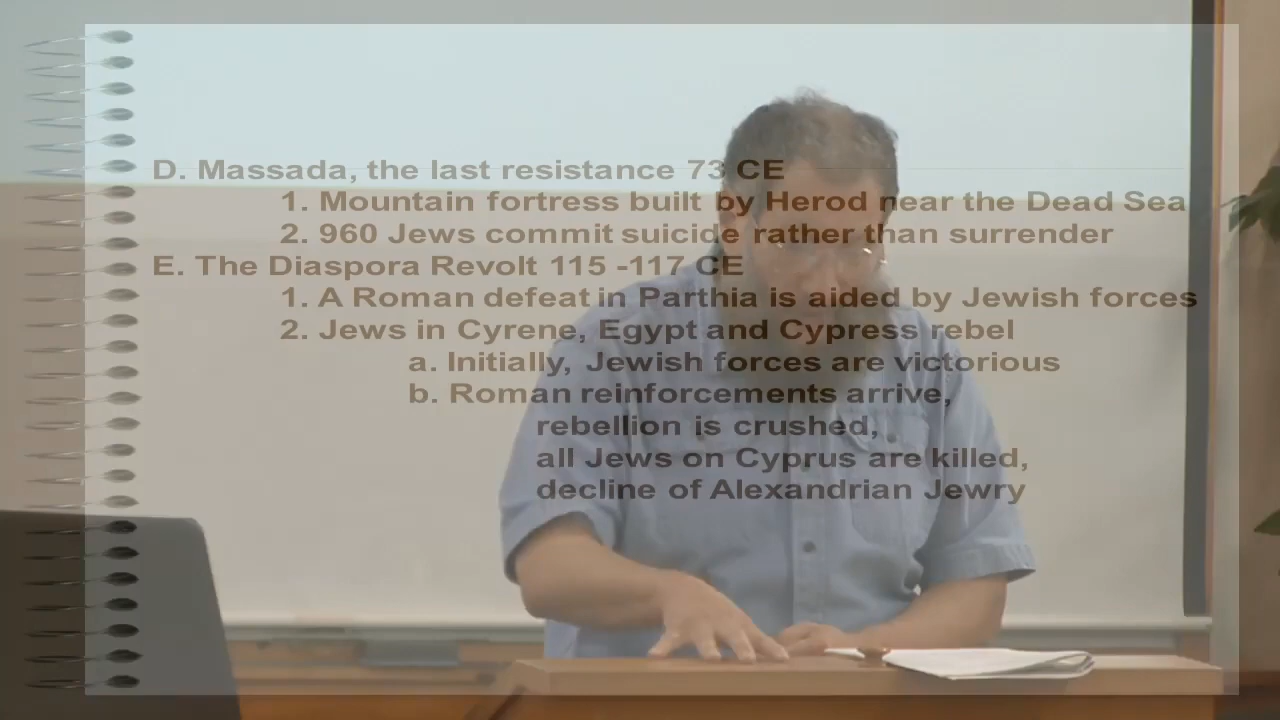 D. Massada, the last resistance 73 CE
1. Mountain fortress built by Herod near the Dead Sea
2. 960 Jews commit suicide rather than surrender
E. The Diaspora Revolt 115 -117 CE
1. A Roman defeat in Parthia is aided by Jewish forces
2. Jews in Cyrene, Egypt and Cypress rebel
a. Initially, Jewish forces are victorious
b. Roman reinforcements arrive,
rebellion is crushed,
all Jews on Cyprus are killed,
decline of Alexandrian Jewry